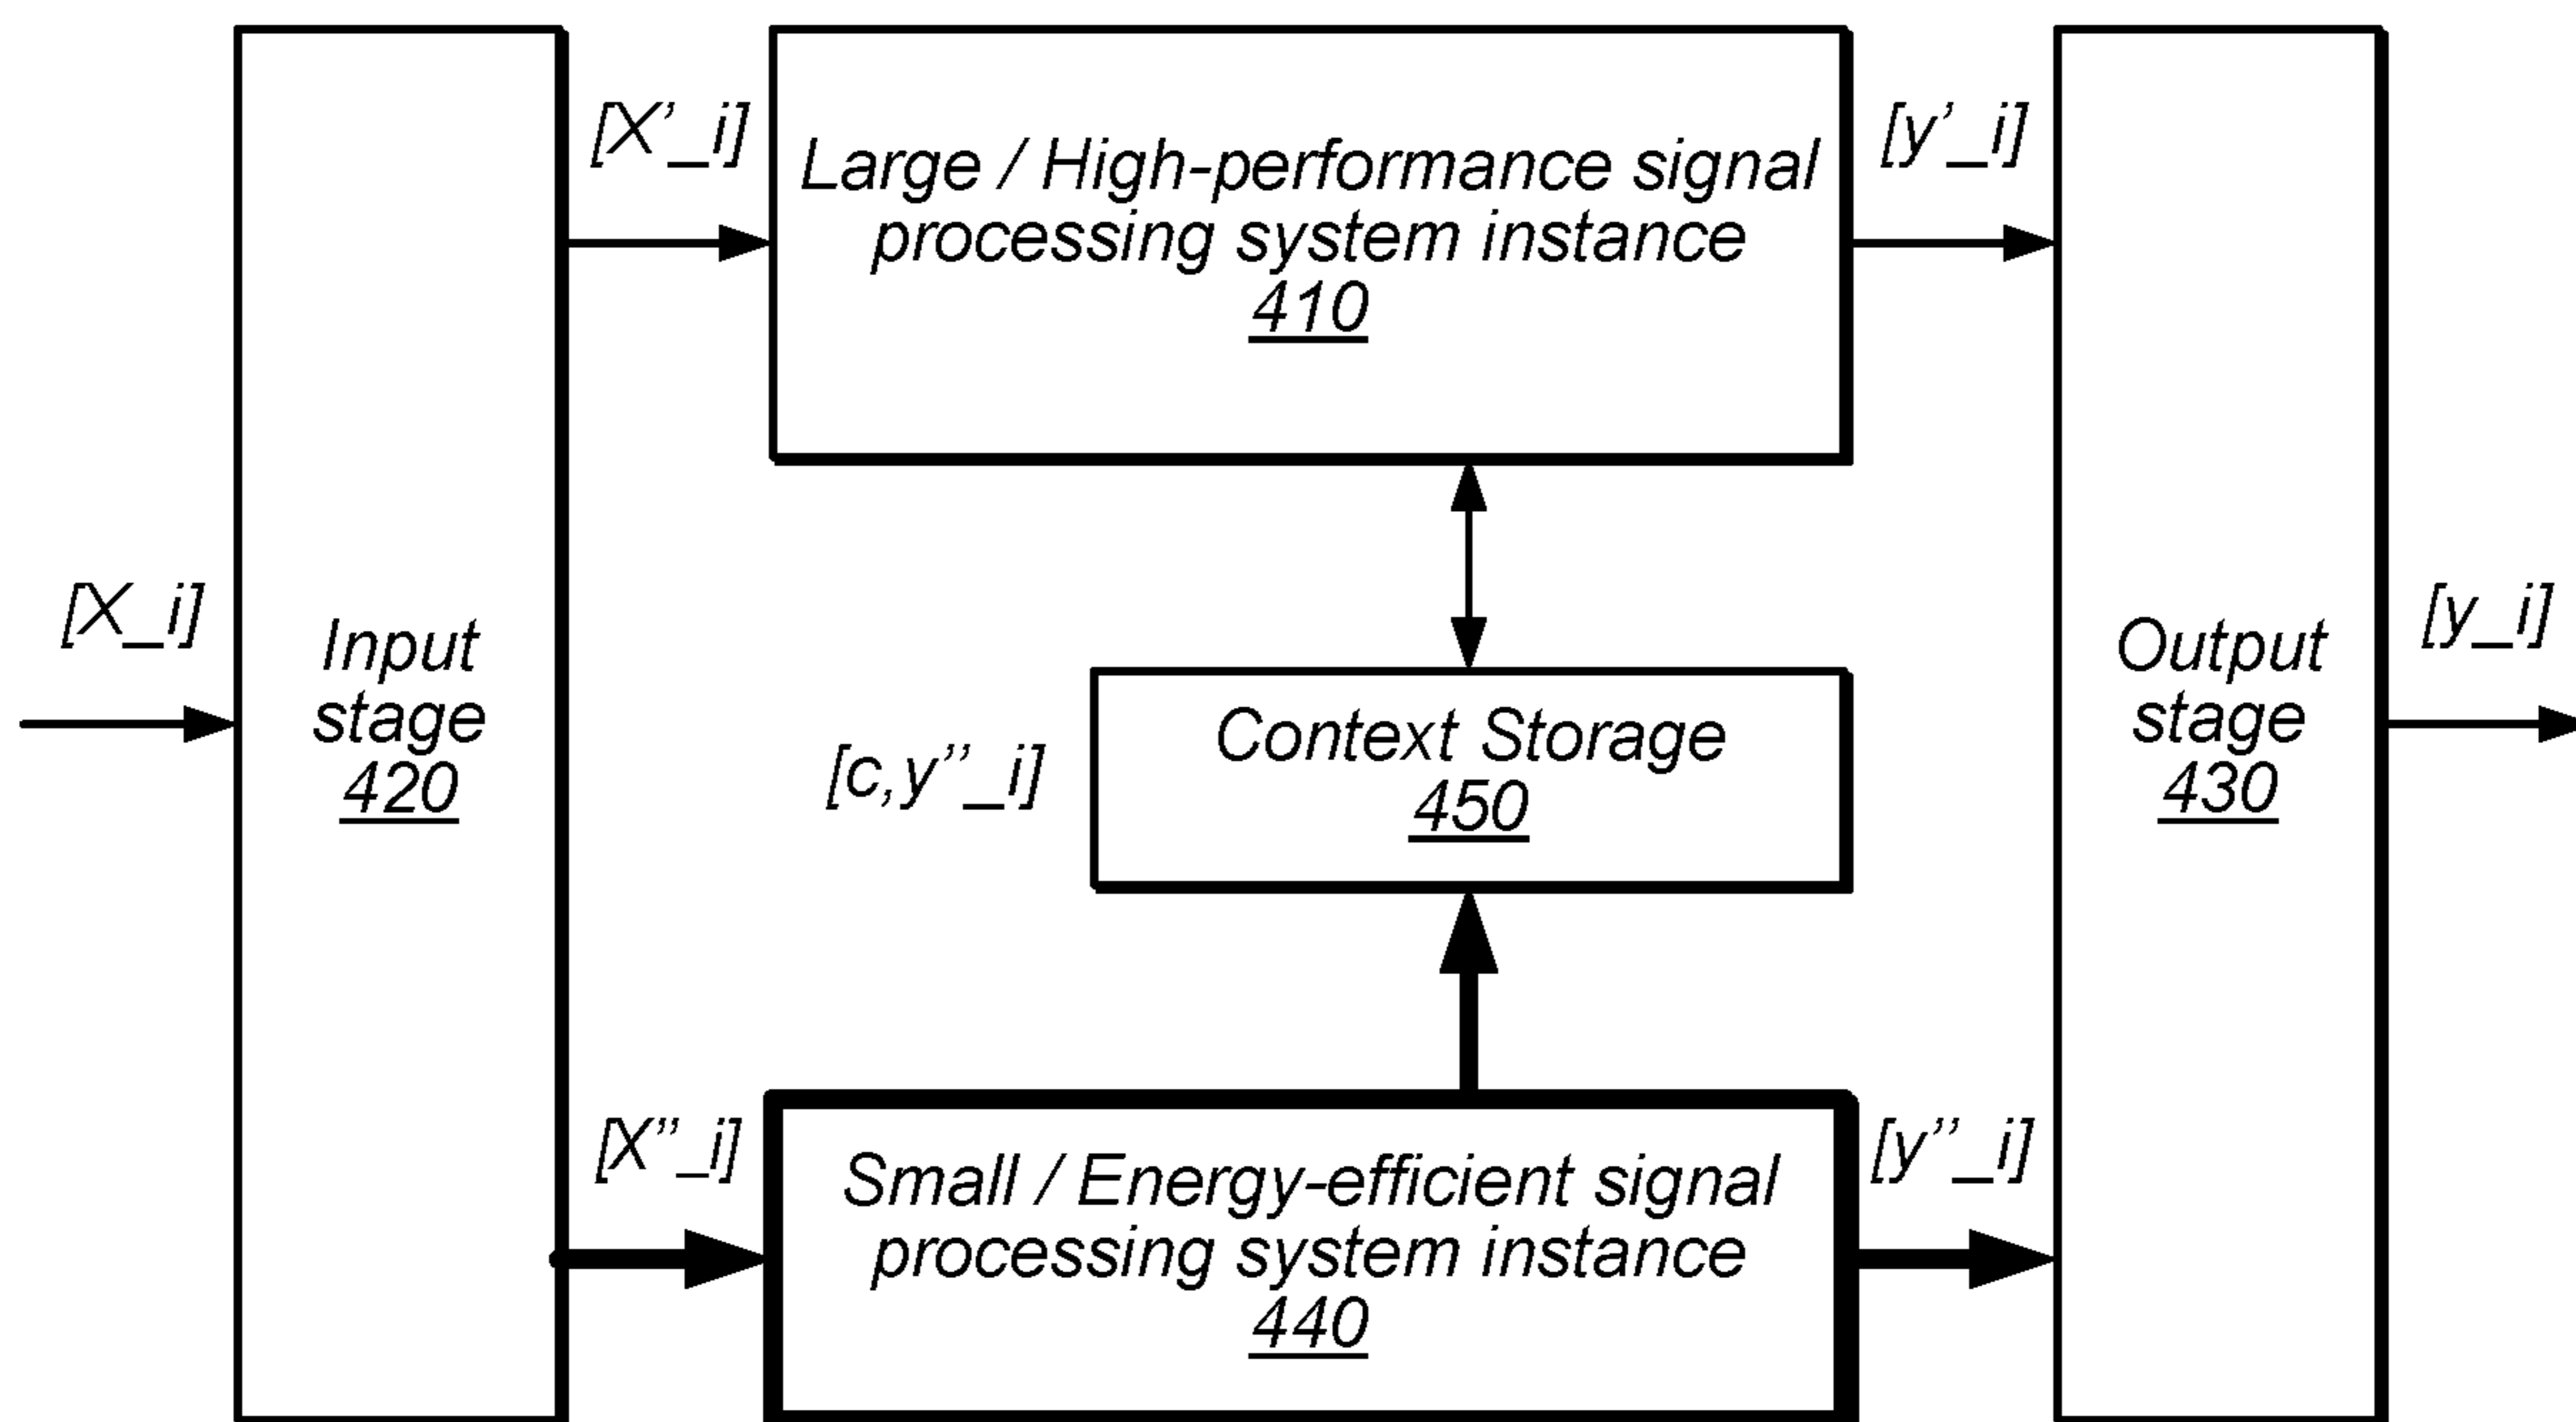 [X_i]
Input
stage
420
[X’_i]
Large / High-performance signal
processing system instance
410
[y’_i]
[c,y’’_i]
Context Storage
450
[X’’_i]
Small / Energy-efficient signal
processing system instance
440
[y’’_i]
Output
stage
430
[y_i]